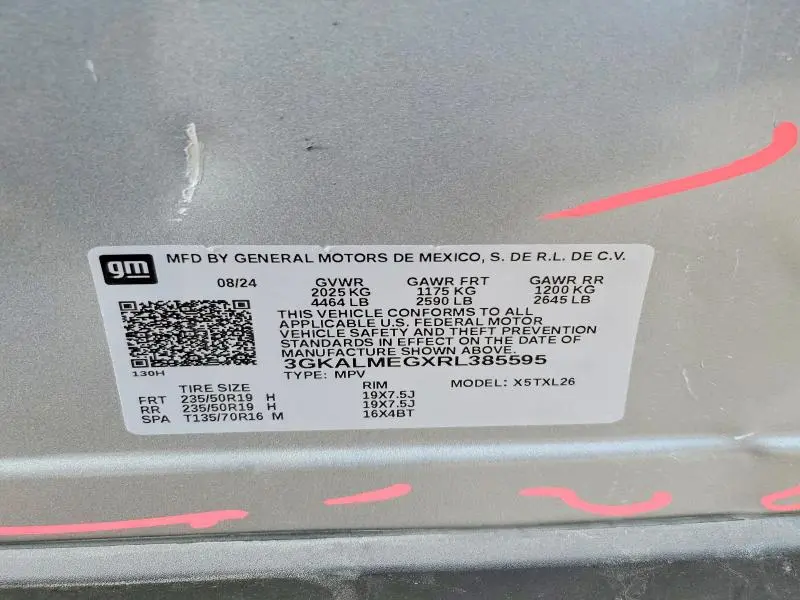 gm
MFD BY GENERAL MOTORS DE MEXICO, S. DE R.L. DE C.V.
08/24 GVWR GAWR FRT GAWR RR
2025 KG 1175 KG 1200 KG
4464 LB 2590 LB 2645 LB
THIS VEHICLE CONFORMS TO ALL
APPLICABLE U.S. FEDERAL MOTOR
VEHICLE SAFETY AND THEFT PREVENTION
STANDARDS IN EFFECT ON THE DATE OF
MANUFACTURE SHOWN ABOVE.
3GKALMEGXRL385595
130H
TYPE: MPV MODEL: X5TXL26
TIRE SIZE RIM
FRT 235/50R19 H 19X7.5J
RR 235/50R19 H 19X7.5J
SPA T135/70R16 M 16X4BT